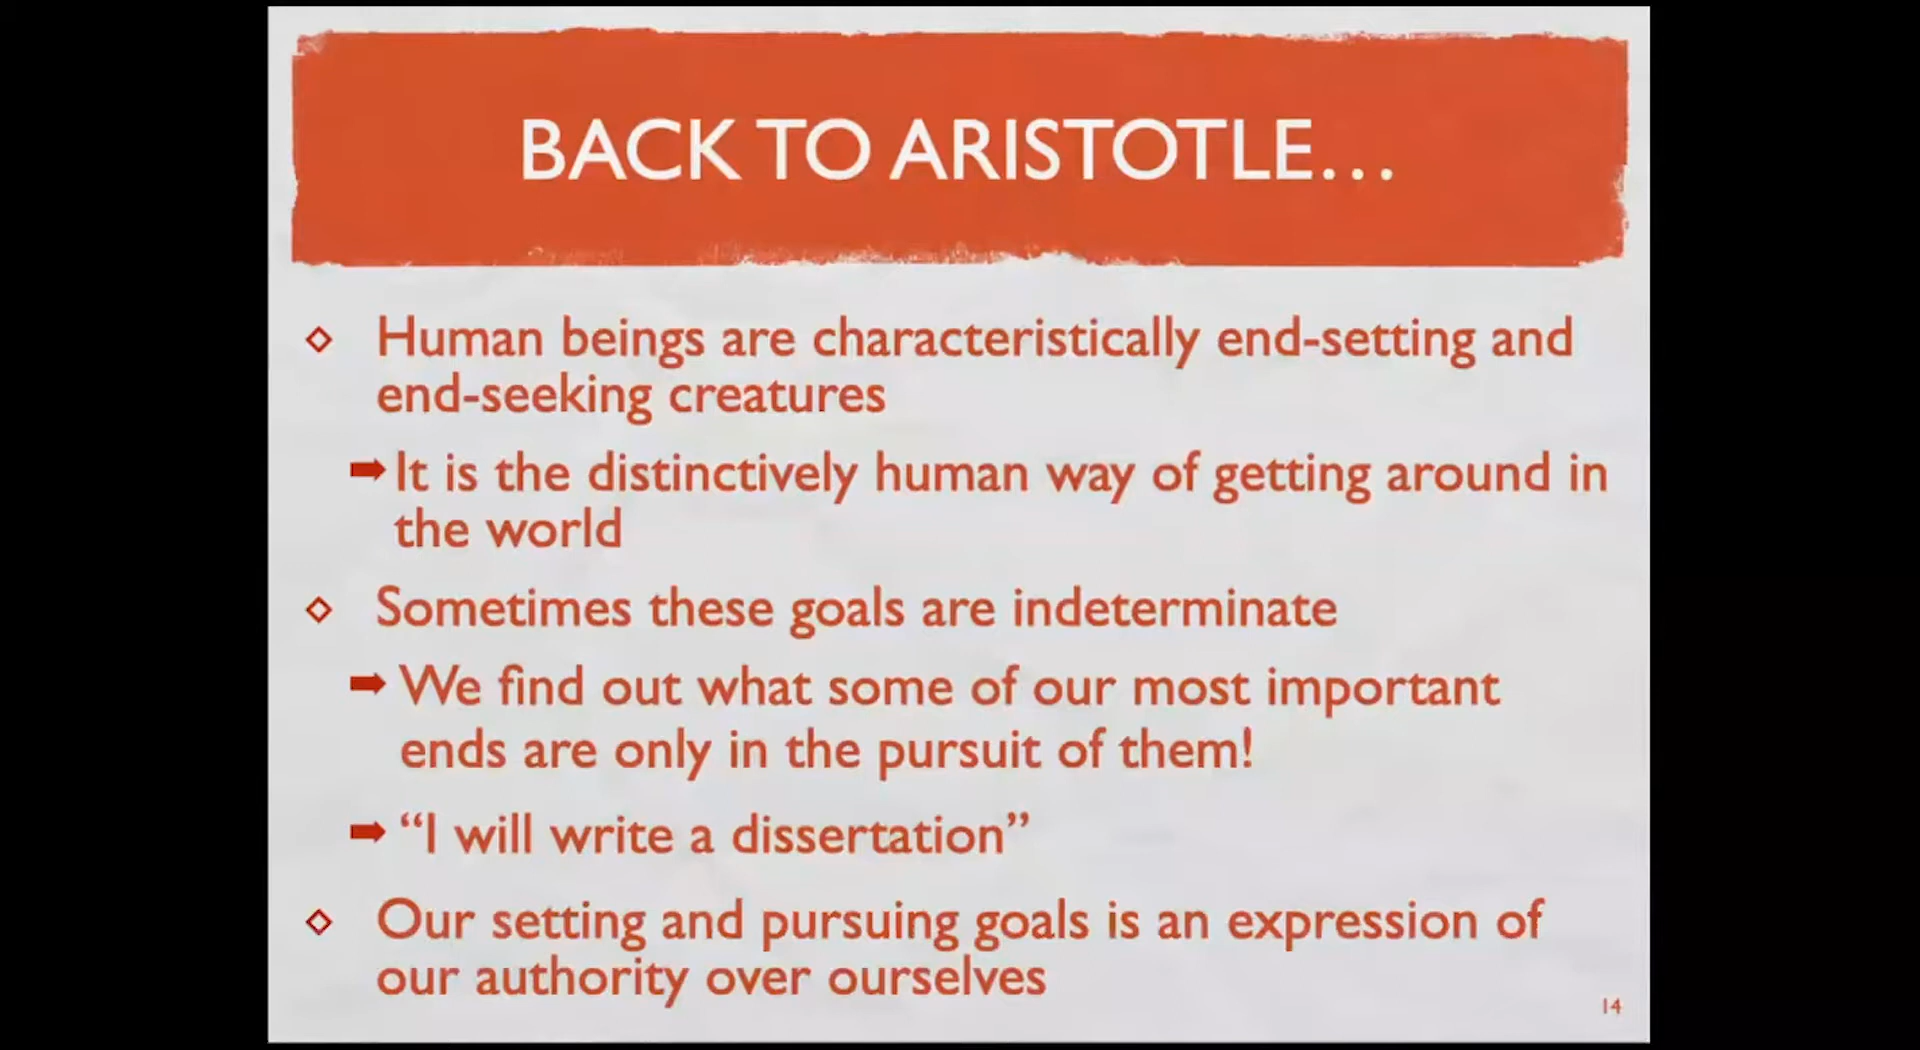 BACK TO ARISTOTLE...
Human beings are characteristically end-setting and
end-seeking creatures
It is the distinctively human way of getting around in
the world
Sometimes these goals are indeterminate
We find out what some of our most important
ends are only in the pursuit of them!
“I will write a dissertation”
Our setting and pursuing goals is an expression of
our authority over ourselves
14